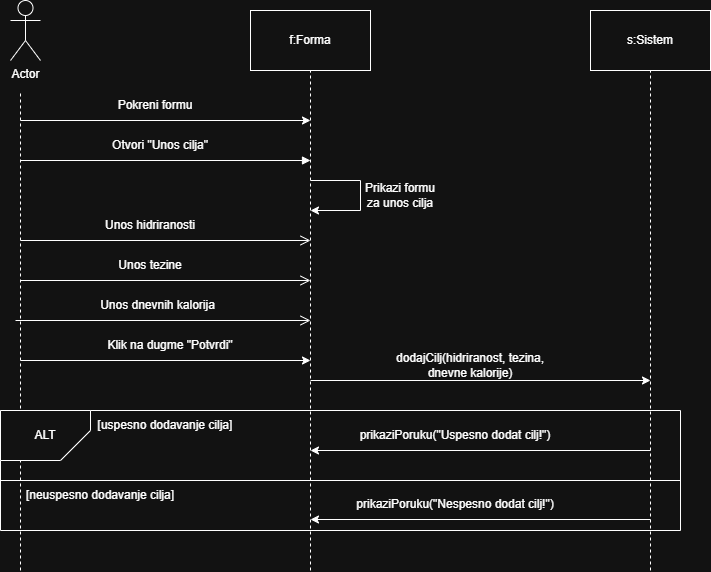 Actor
f:Forma
s:Sistem
Pokreni formu
Otvori "Unos cilja"
Prikazi formu
za unos cilja
Unos hidriranosti
Unos tezine
Unos dnevnih kalorija
Klik na dugme "Potvrdi"
dodajCilj(hidriranost, tezina,
dnevne kalorije)
ALT
[uspesno dodavanje cilja]
prikaziPoruku("Uspesno dodat cilj!")
[neuspesno dodavanje cilja]
prikaziPoruku("Nespesno dodat cilj!")